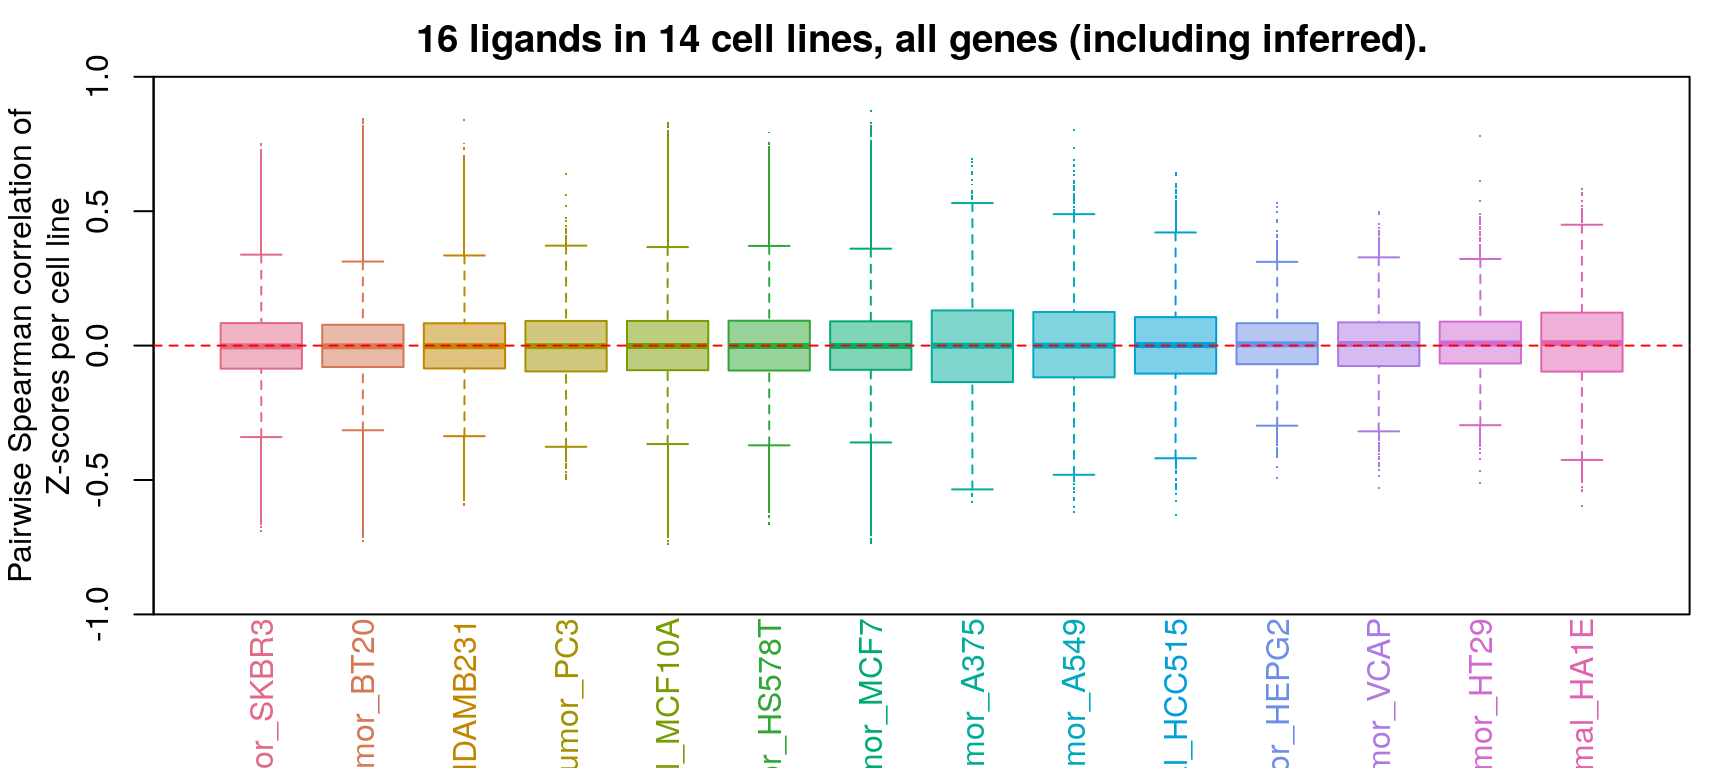 16 ligands in 14 cell lines, all genes (including inferred).
Pairwise Spearman correlation of
Z-scores per cell line
1.0
0.5
0.0
-0.5
-1.0
or_SKBR3
mor_BT20
IDAMB231
umor_PC3
l_MCF10A
or_HS578T
mor_MCF7
mor_A375
mor_A549
al_HCC515
or_HEPG2
mor_VCAP
mor_HT29
mal_HA1E